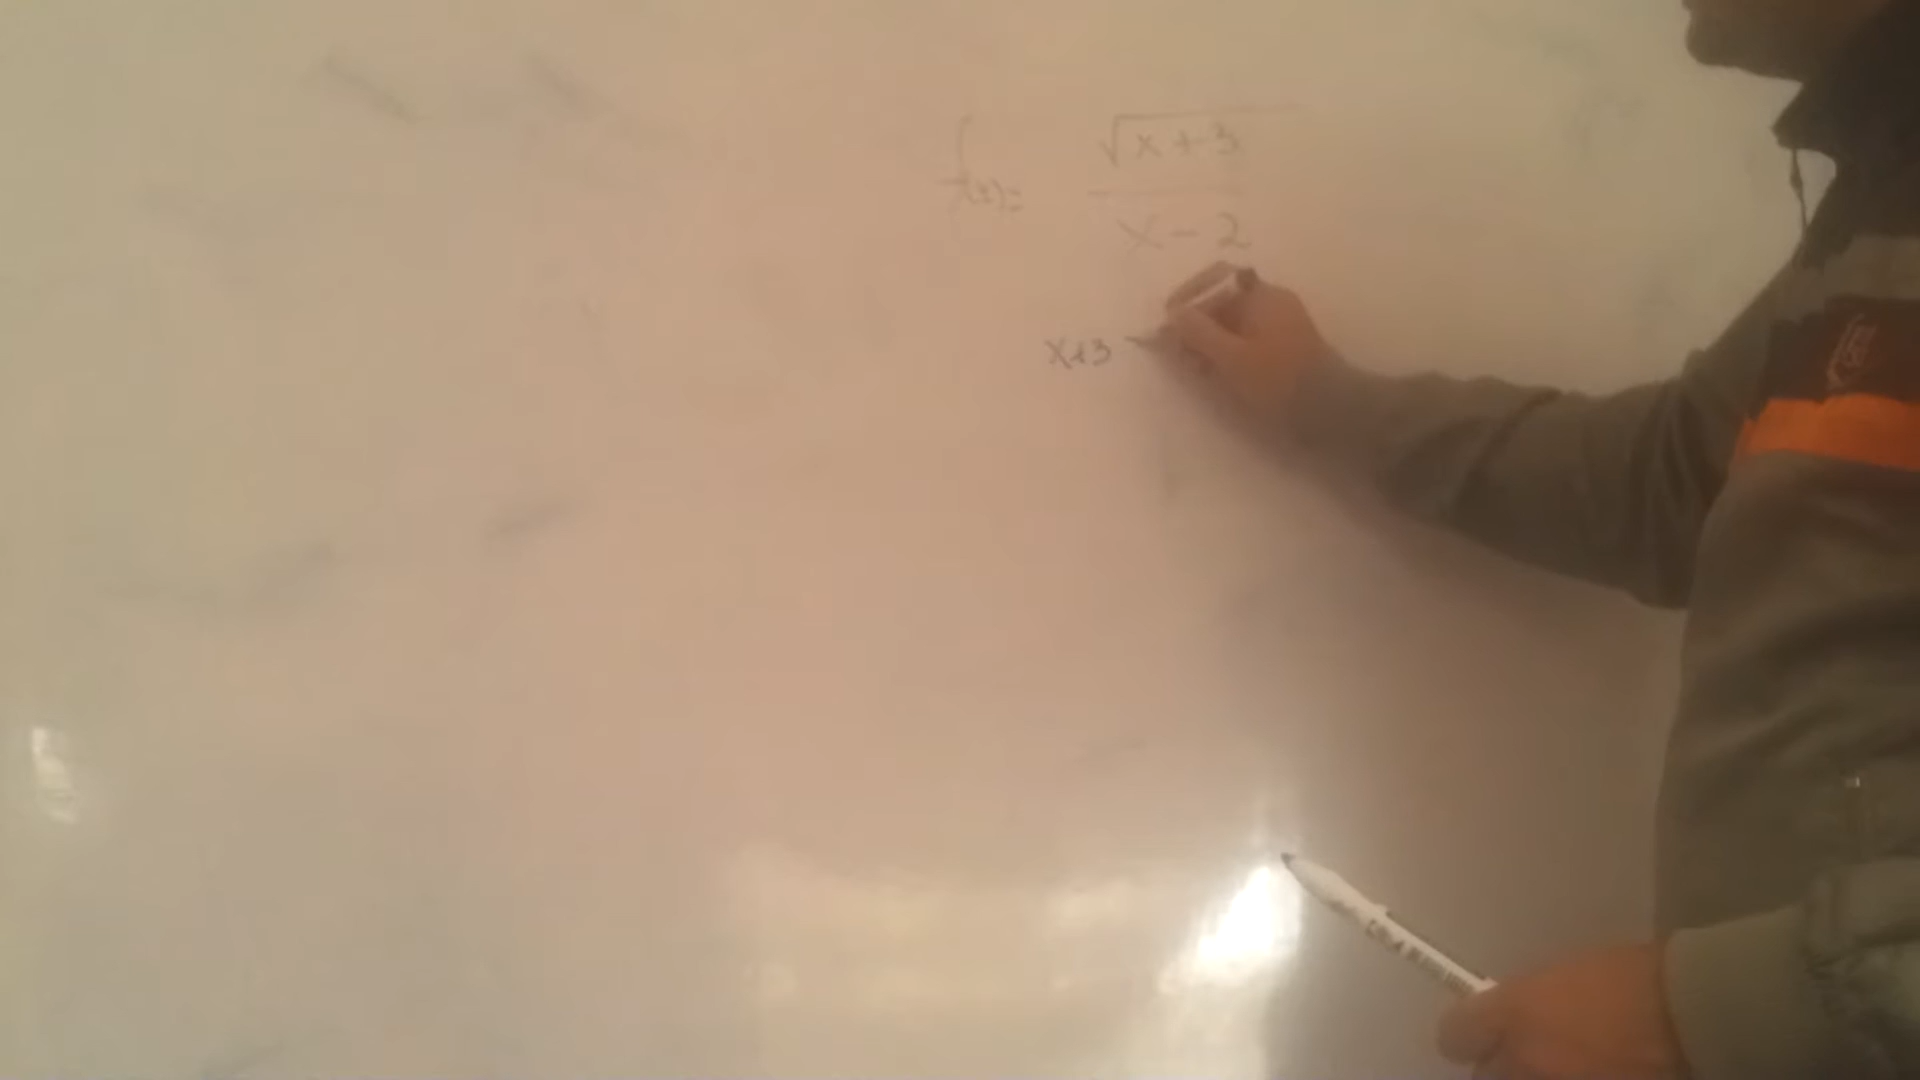 f(x)= √x+3
x-2
x+3